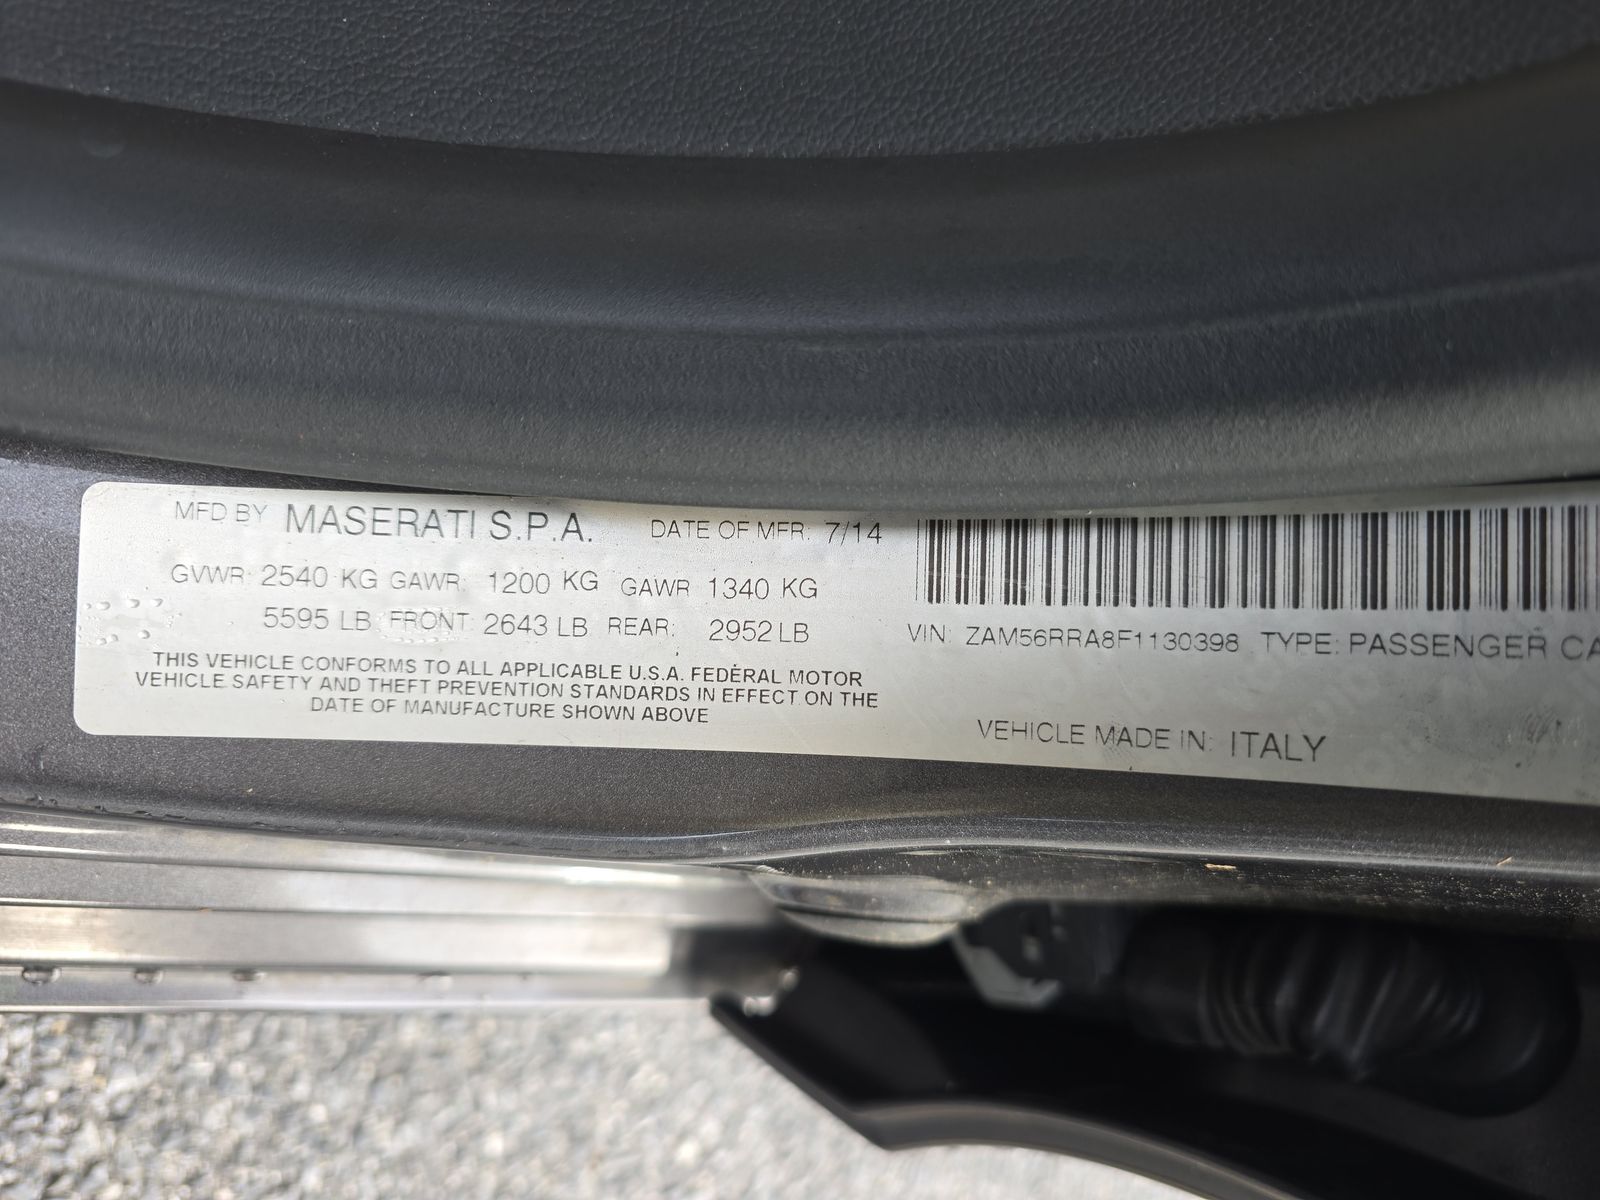 MFD BY MASERATI S.P.A. DATE OF MFR: 7/14
GVWR: 2540 KG GAWR: 1200 KG GAWR 1340 KG
5595 LB FRONT: 2643 LB REAR: 2952 LB
THIS VEHICLE CONFORMS TO ALL APPLICABLE U.S.A. FEDERAL MOTOR
VEHICLE SAFETY AND THEFT PREVENTION STANDARDS IN EFFECT ON THE
DATE OF MANUFACTURE SHOWN ABOVE
VIN: ZAM56RRA8F1130398 TYPE: PASSENGER CA
VEHICLE MADE IN: ITALY